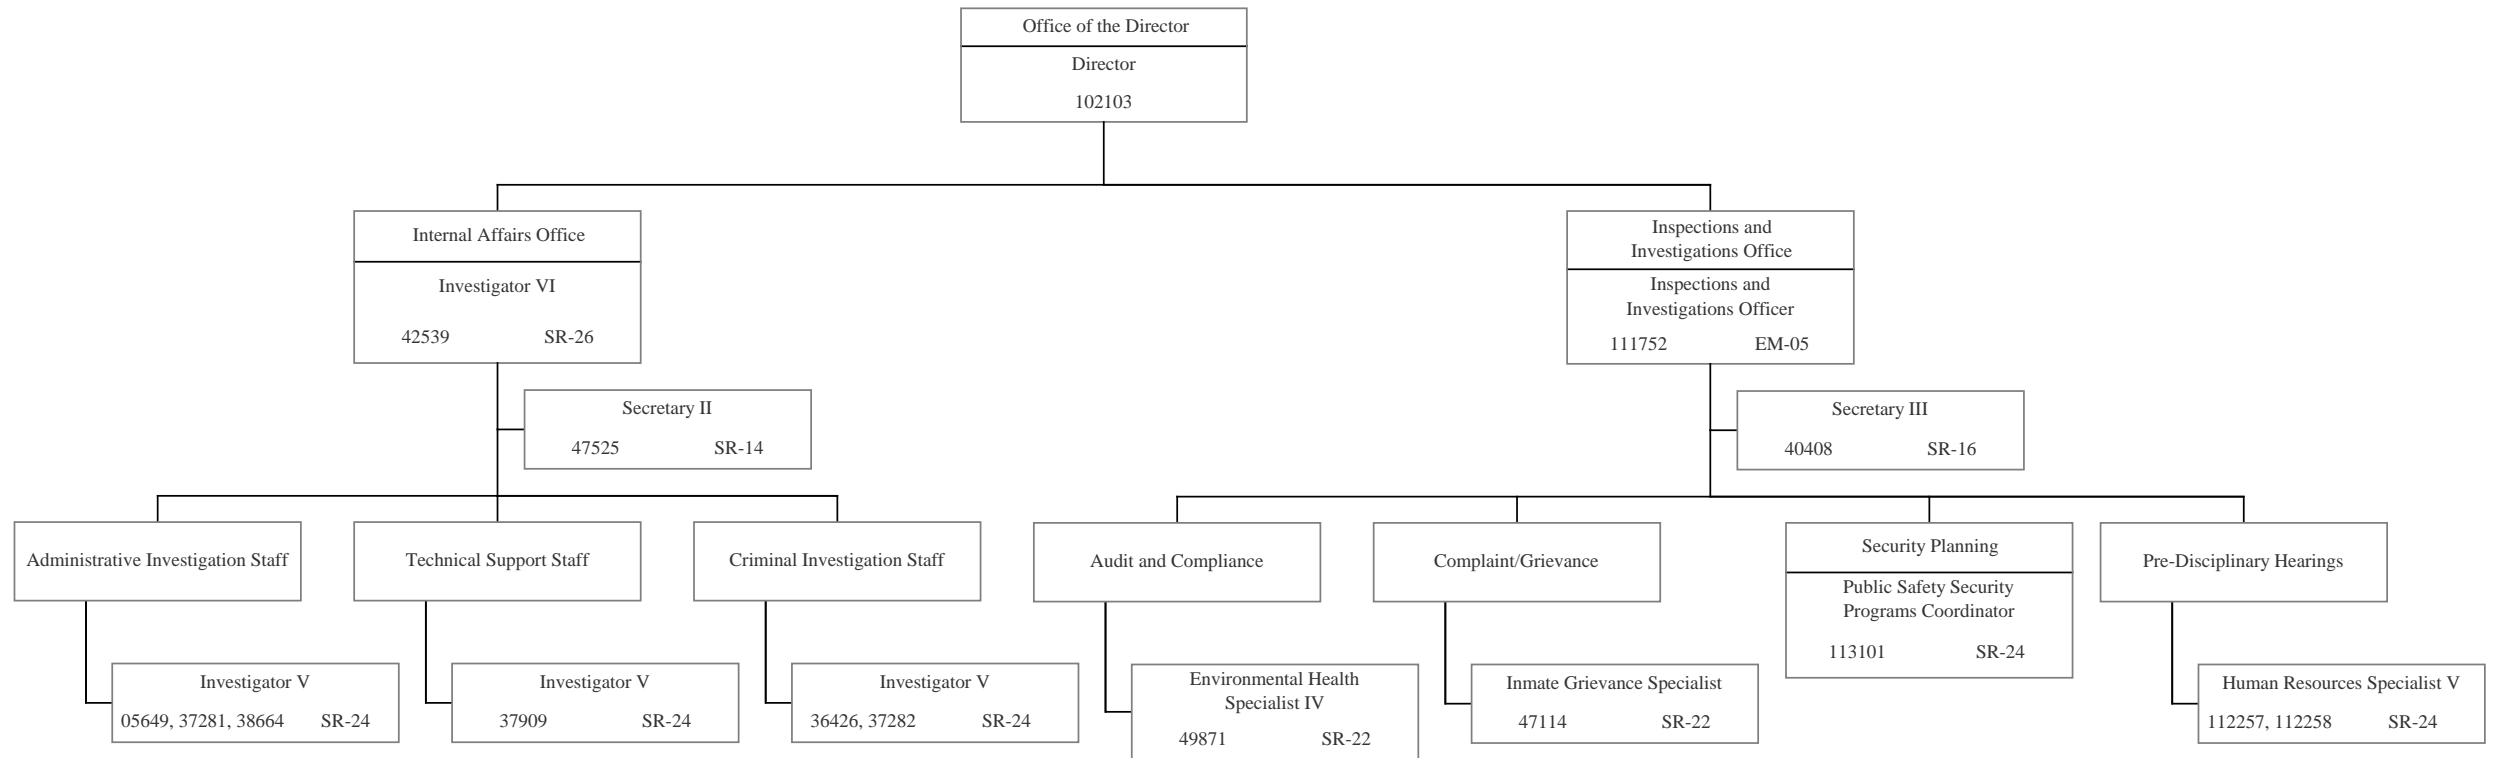 Office of the Director
Director
102103
Internal Affairs Office
Investigator VI
42539 SR-26
Inspections and
Investigations Office
Inspections and
Investigations Officer
111752 EM-05
Secretary II
47525 SR-14
Secretary III
40408 SR-16
Administrative Investigation Staff
Technical Support Staff
Criminal Investigation Staff
Audit and Compliance
Complaint/Grievance
Security Planning
Public Safety Security
Programs Coordinator
113101 SR-24
Pre-Disciplinary Hearings
Investigator V
05649, 37281, 38664 SR-24
Investigator V
37909 SR-24
Investigator V
36426, 37282 SR-24
Environmental Health
Specialist IV
49871 SR-22
Inmate Grievance Specialist
47114 SR-22
Human Resources Specialist V
112257, 112258 SR-24